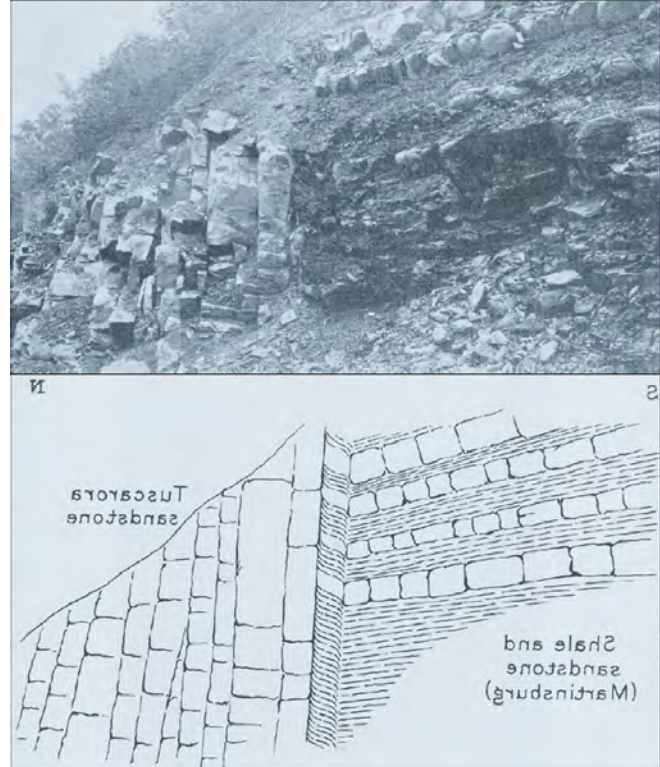 N
S
Tuscarora
sandstone
Shale and
sandstone
(Martinsburg)